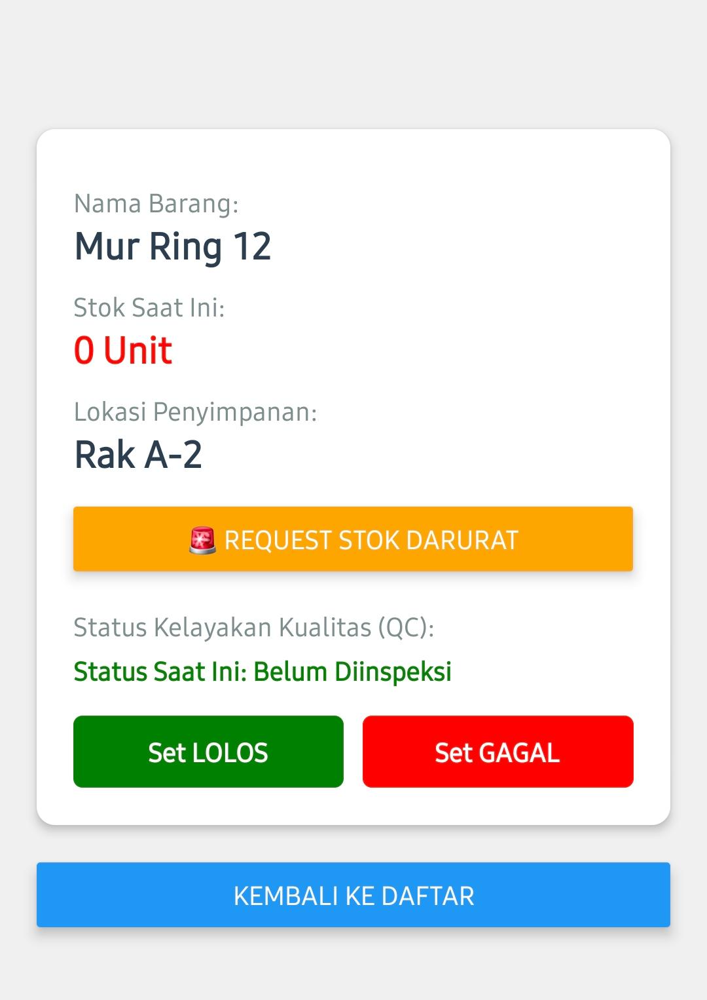 Nama Barang:
Mur Ring 12
Stok Saat Ini:
0 Unit
Lokasi Penyimpanan:
Rak A-2
🚨 REQUEST STOK DARURAT
Status Kelayakan Kualitas (QC):
Status Saat Ini: Belum Diinspeksi
Set LOLOS
Set GAGAL
KEMBALI KE DAFTAR